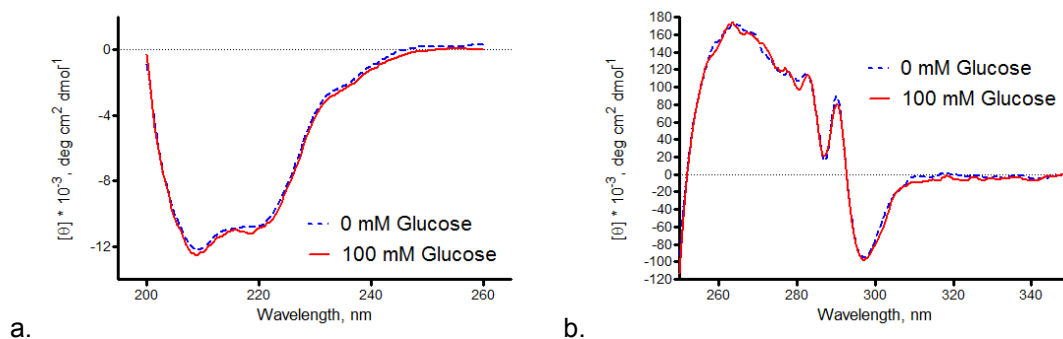 [θ] * 10⁻³, deg cm² dmol⁻¹
0
-4
-8
-12
0 mM Glucose
100 mM Glucose
200 220 240 260
Wavelength, nm
a.
[θ] * 10⁻³, deg cm² dmol⁻¹
180
160
140
120
100
80
60
40
20
0
-20
-40
-60
-80
-100
-120
0 mM Glucose
100 mM Glucose
260 280 300 320 340
Wavelength, nm
b.